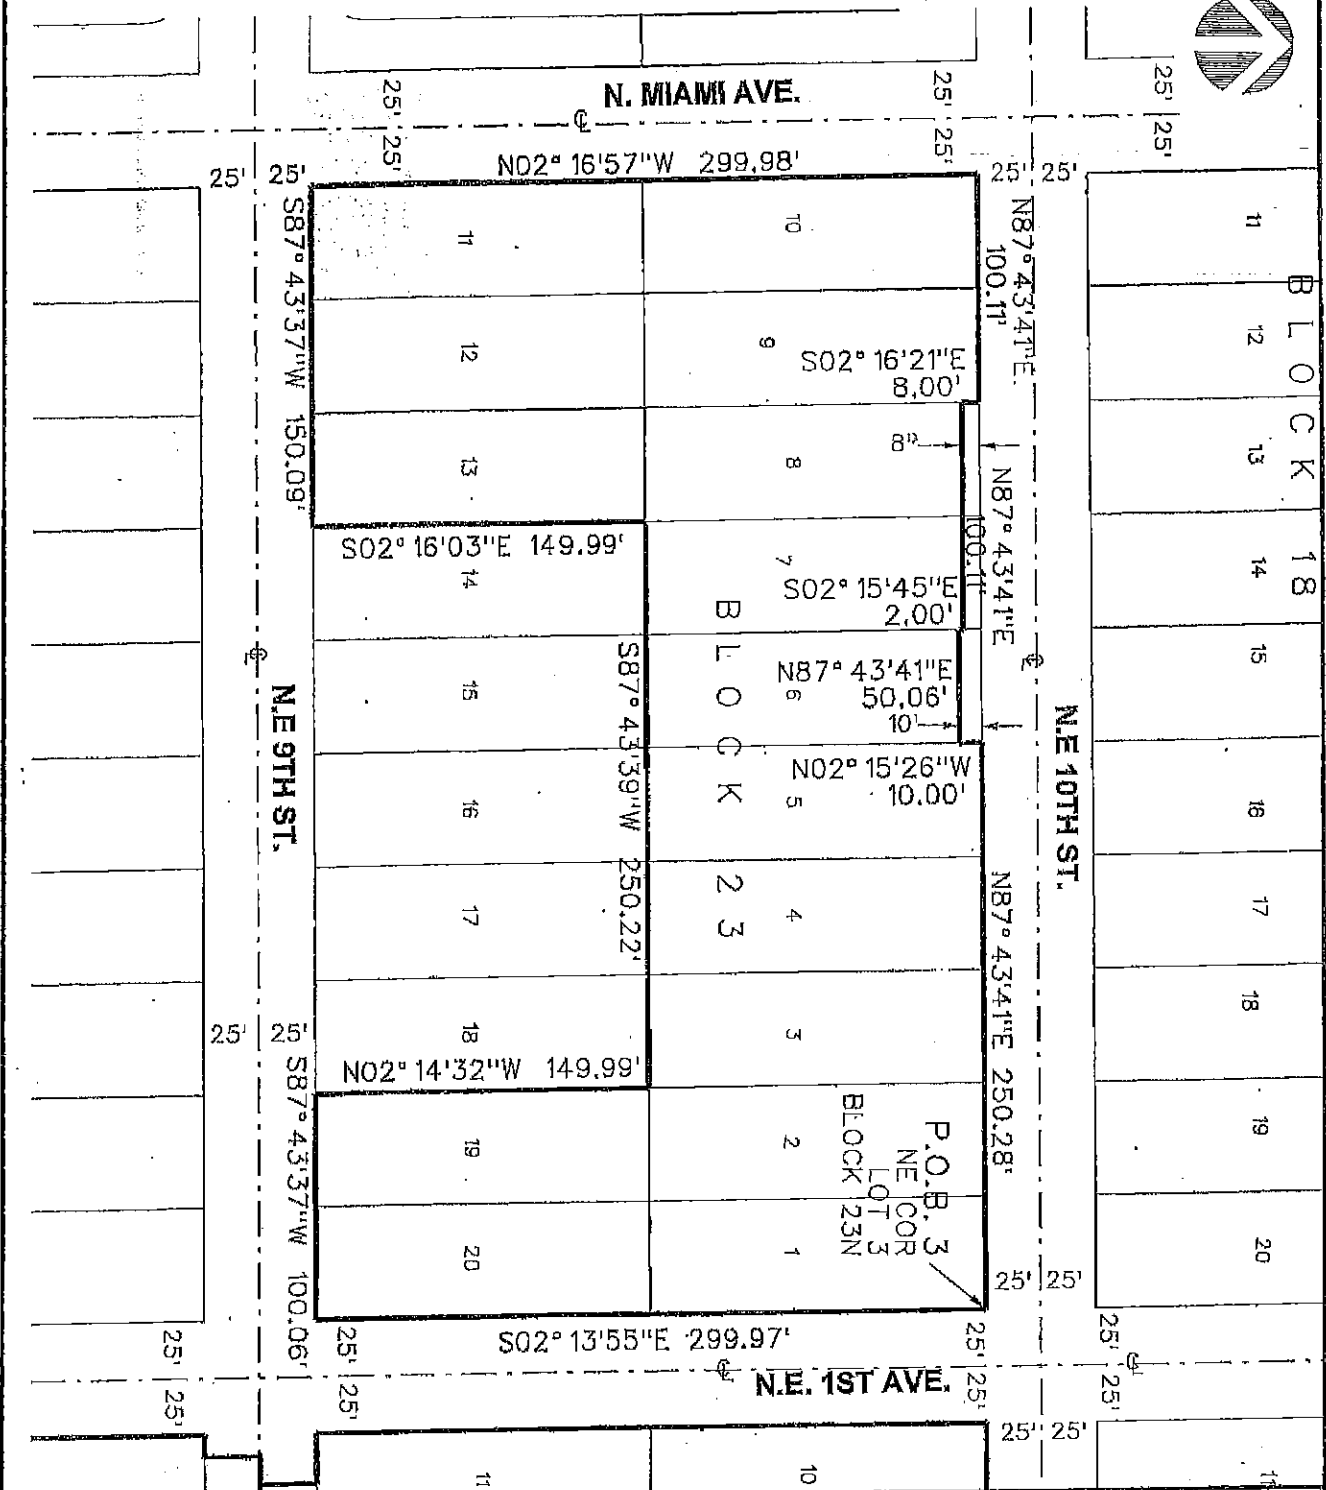 25' 25'
N. MIAMI AVE.
25' 25'
25' 25'
℄
N02° 16'57"W 299.98'
25' 25'
25' 25'
S87° 43'37"W 150.09'
N87° 43'41"E.
100.11'
11
10
11
12
9
S02° 16'21"E
8.00'
12
BLOCK 18
13
8
8'
13
N87° 43'41"E
100.11'
S02° 16'03"E 149.99'
14
7
S02° 15'45"E
2.00'
14
15
S87° 43'39"W 250.22'
BLOCK 23
N87° 43'41"E
50.06'
6
10'
15
℄
℄
N.E 9TH ST.
N.E 10TH ST.
N02° 15'26"W
10.00'
16
5
16
17
4
17
N87° 43'41"E 250.28'
25' 25'
18
3
18
N02° 14'32"W 149.99'
S87° 43'37"W 100.06'
P.O.B. 3
NE COR
LOT 3
BLOCK 23N
19
2
19
20
1
20
25' 25'
S02° 13'55"E 299.97'
25' 25'
25' 25'
25' 25'
25' 25'
℄
℄
N.E. 1ST AVE.
25' 25'
11
10
11